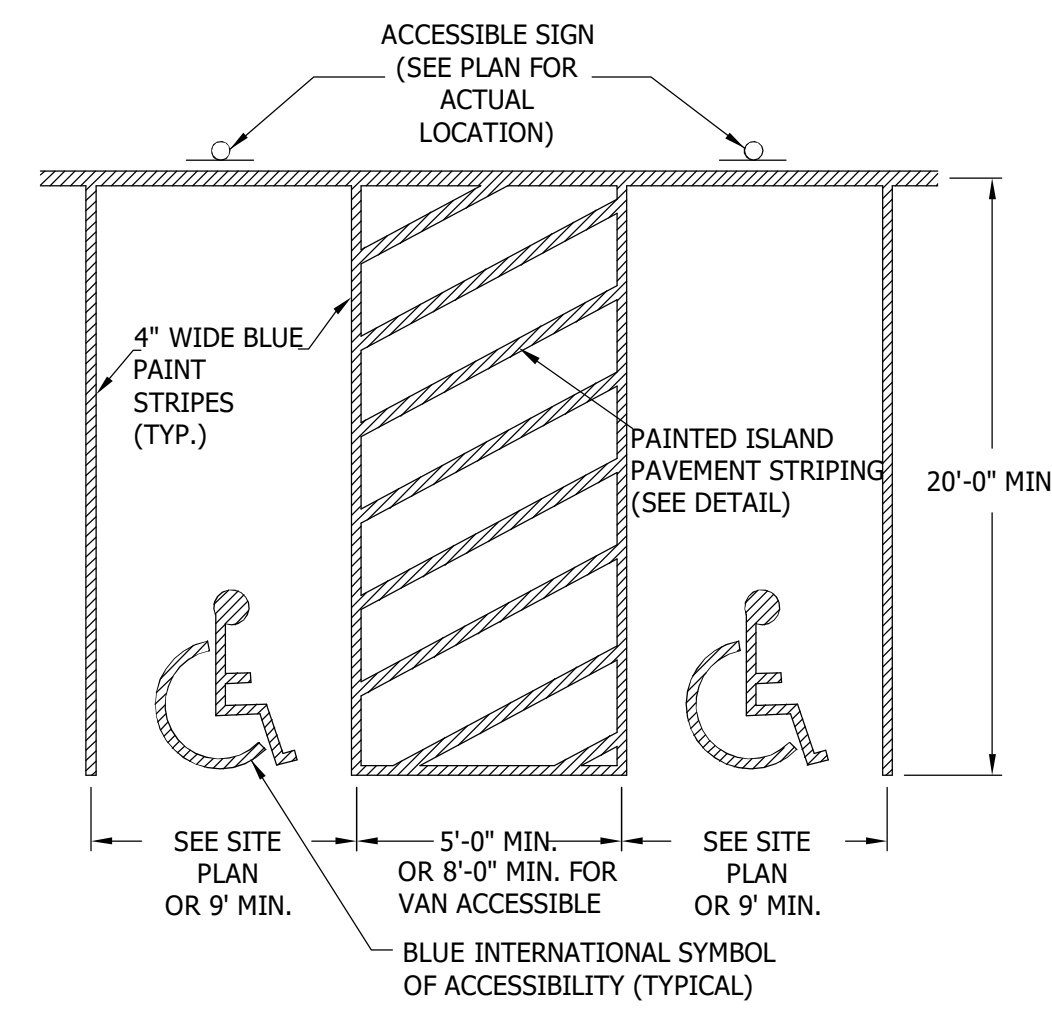 ACCESSIBLE SIGN
(SEE PLAN FOR
ACTUAL
LOCATION)
4" WIDE BLUE
PAINT
STRIPES
(TYP.)
PAINTED ISLAND
PAVEMENT STRIPING
(SEE DETAIL)
20'-0" MIN
SEE SITE
PLAN
OR 9' MIN.
5'-0" MIN.
OR 8'-0" MIN. FOR
VAN ACCESSIBLE
SEE SITE
PLAN
OR 9' MIN.
BLUE INTERNATIONAL SYMBOL
OF ACCESSIBILITY (TYPICAL)